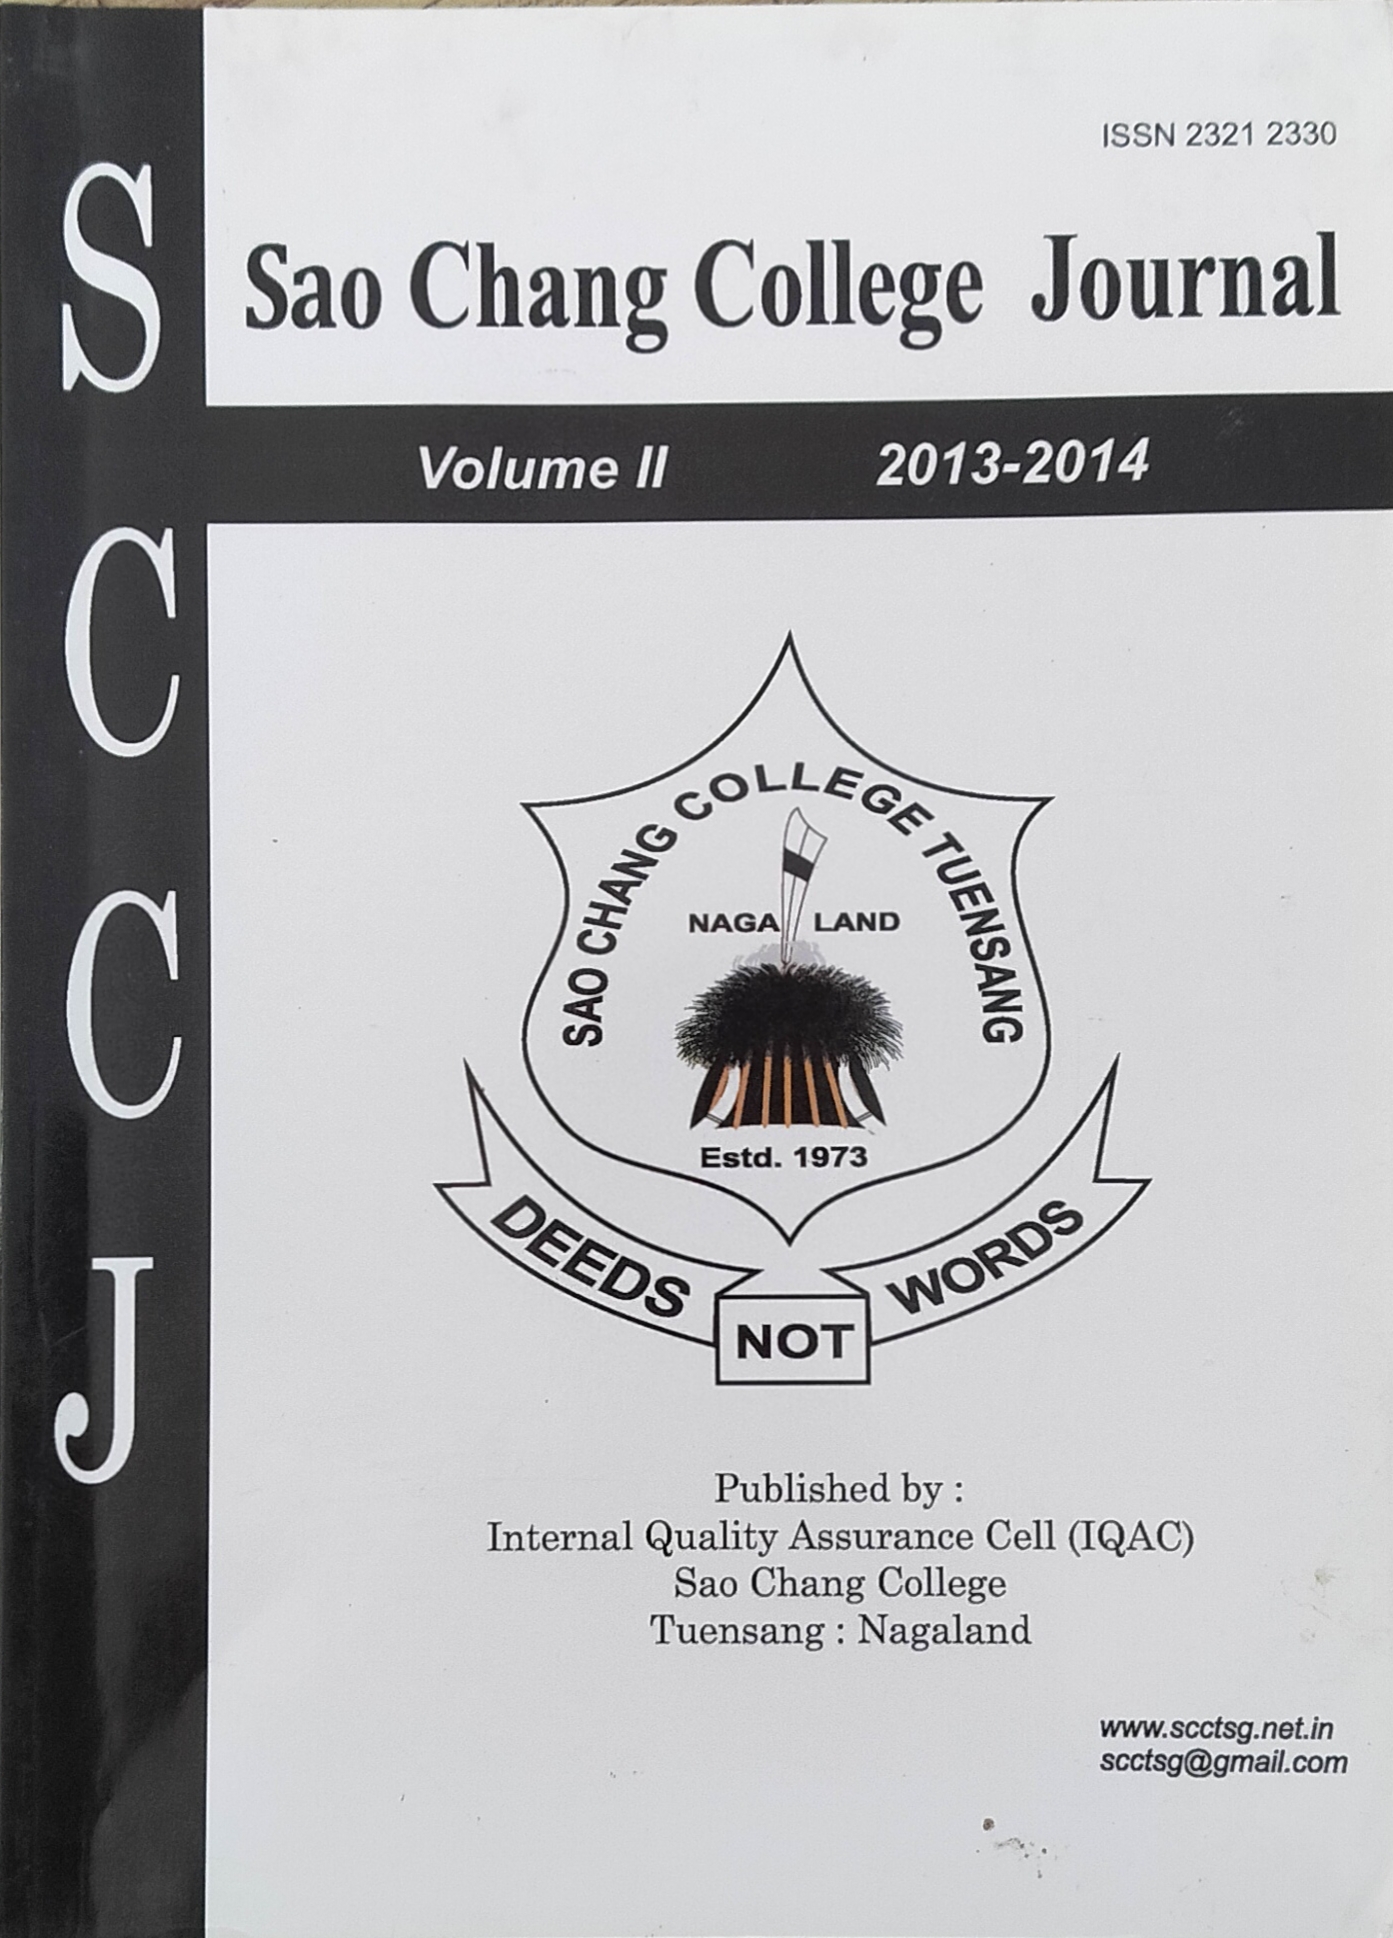 S
C
C
J
ISSN 2321 2330
Sao Chang College Journal
Volume II 2013-2014
SAO CHANG COLLEGE TUENSANG
NAGA LAND
Estd. 1973
DEEDS NOT WORDS
Published by :
Internal Quality Assurance Cell (IQAC)
Sao Chang College
Tuensang : Nagaland
www.scctsg.net.in
scctsg@gmail.com